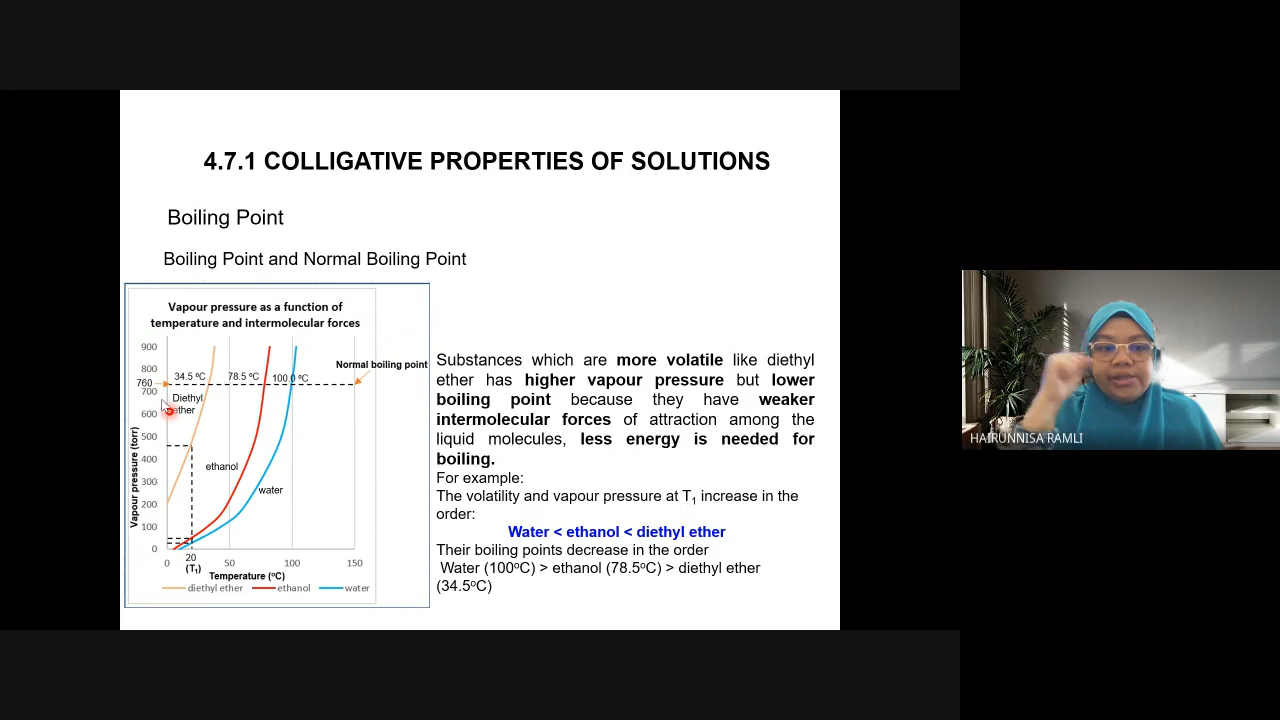 4.7.1 COLLIGATIVE PROPERTIES OF SOLUTIONS
Boiling Point
Boiling Point and Normal Boiling Point
Vapour pressure as a function of
temperature and intermolecular forces
900
800
760
700
600
500
400
300
200
100
0
Vapour pressure (torr)
34.5 ºC
78.5 ºC
100.0 ºC
Normal boiling point
Diethyl
ether
ethanol
water
0
20
(T₁)
50
100
150
Temperature (ºC)
diethyl ether
ethanol
water
Substances which are more volatile like diethyl
ether has higher vapour pressure but lower
boiling point because they have weaker
intermolecular forces of attraction among the
liquid molecules, less energy is needed for
boiling.
For example:
The volatility and vapour pressure at T₁ increase in the
order:
Water < ethanol < diethyl ether
Their boiling points decrease in the order
Water (100ºC) > ethanol (78.5ºC) > diethyl ether
(34.5ºC)
HAIRUNNISA RAMLI